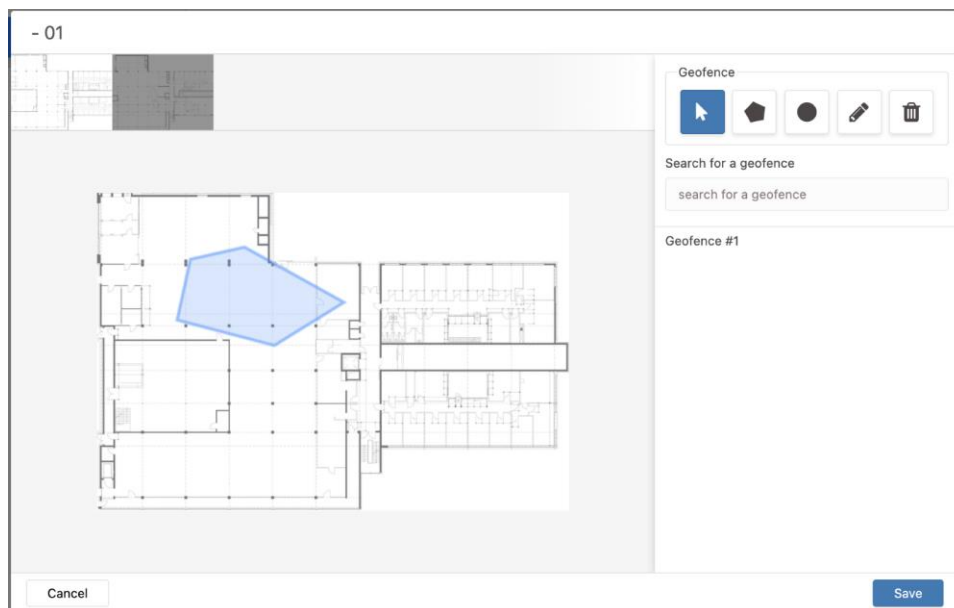 - 01
Geofence
Search for a geofence
search for a geofence
Geofence #1
Cancel
Save